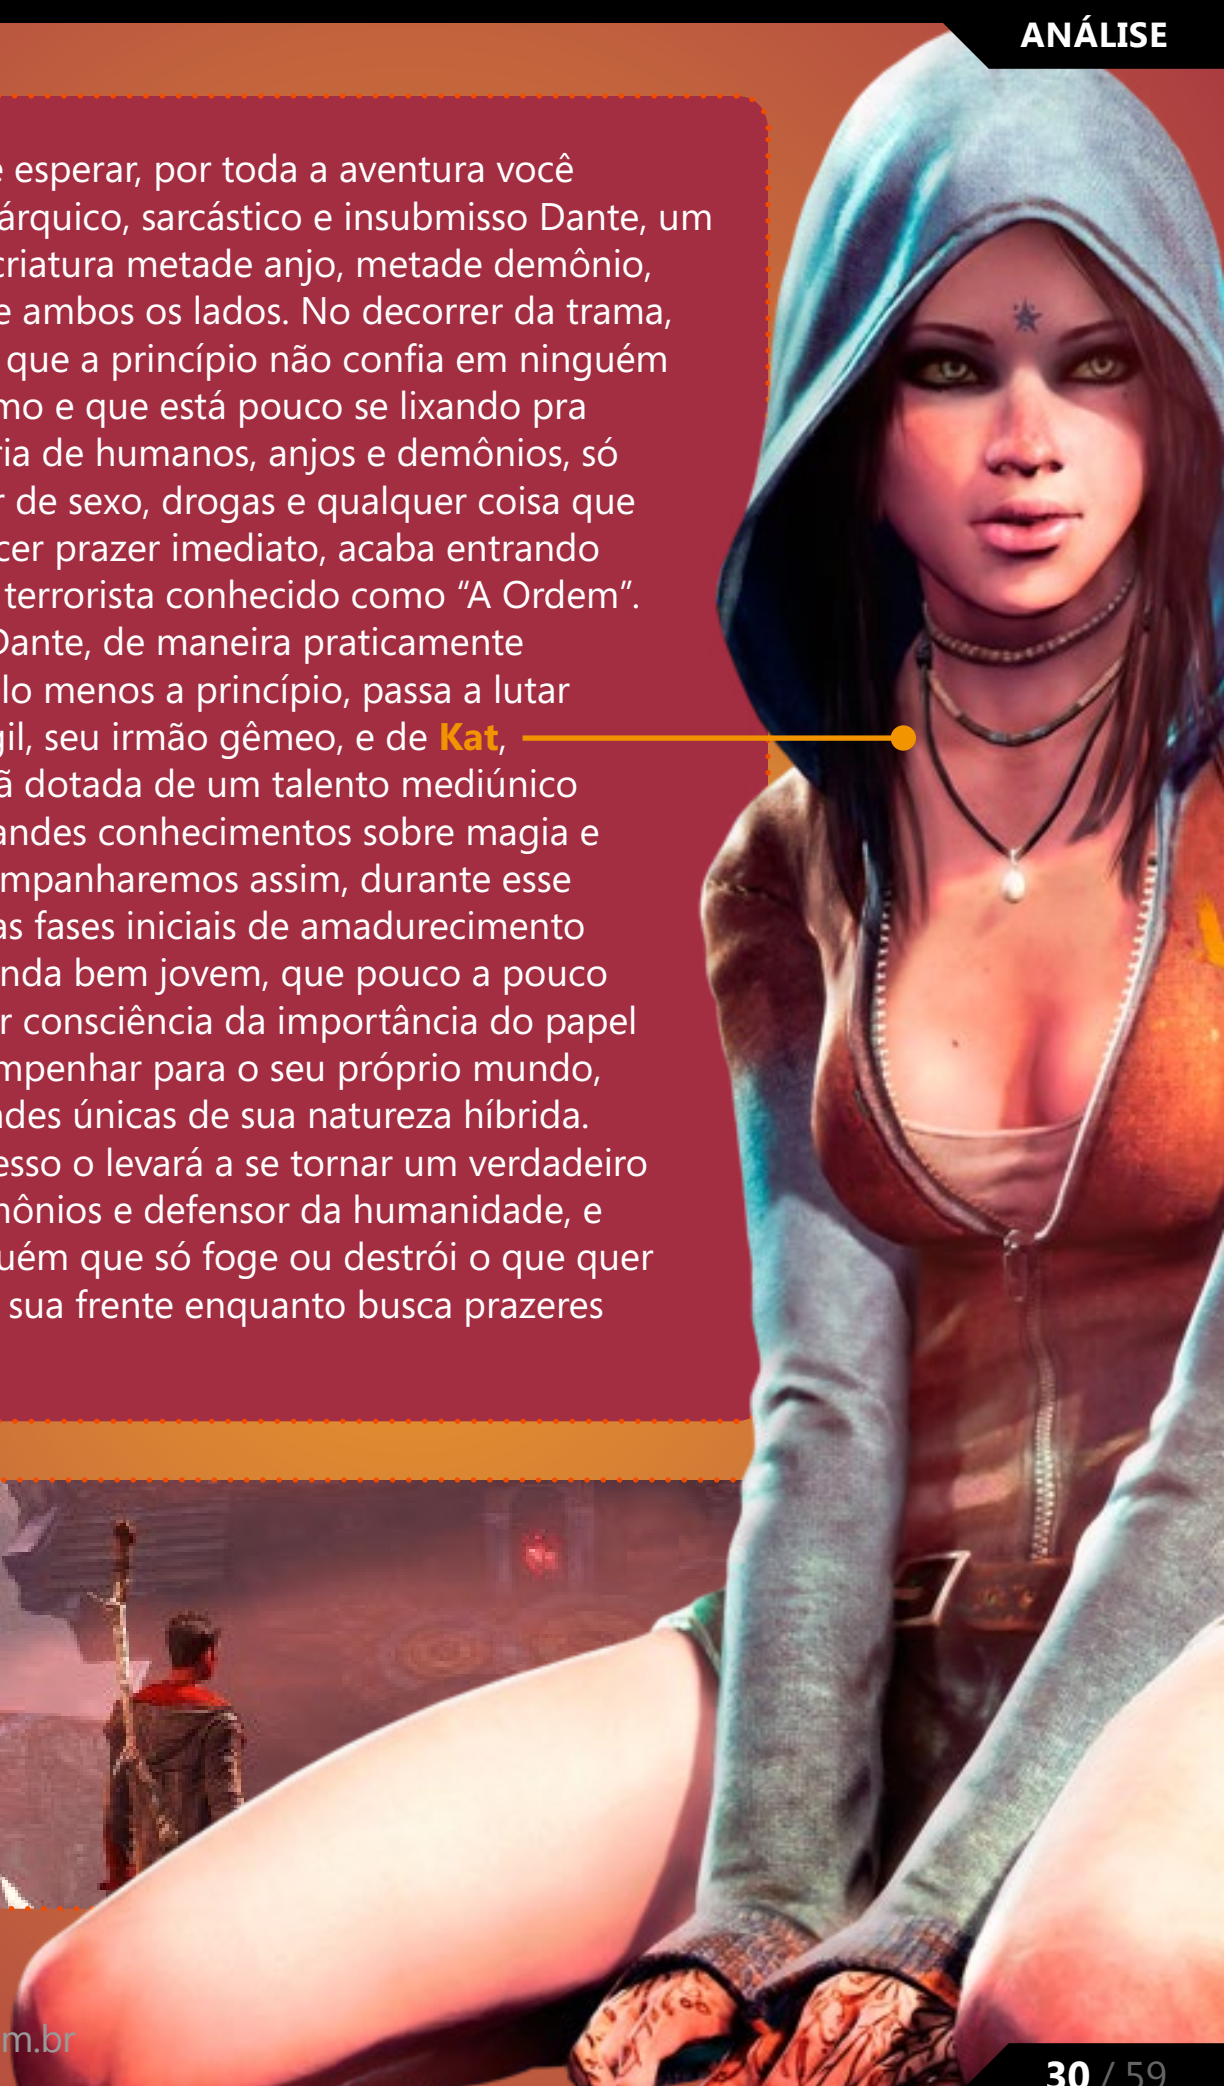 ANÁLISE
esperar, por toda a aventura você
árquico, sarcástico e insubmisso Dante, um
criatura metade anjo, metade demônio,
e ambos os lados. No decorrer da trama,
que a princípio não confia em ninguém
mo e que está pouco se lixando pra
ria de humanos, anjos e demônios, só
r de sexo, drogas e qualquer coisa que
cer prazer imediato, acaba entrando
terrorista conhecido como “A Ordem”.
Dante, de maneira praticamente
lo menos a princípio, passa a lutar
gil, seu irmão gêmeo, e de Kat,
ã dotada de um talento mediúnico
andes conhecimentos sobre magia e
mpanharemos assim, durante esse
as fases iniciais de amadurecimento
nda bem jovem, que pouco a pouco
r consciência da importância do papel
mpenhar para o seu próprio mundo,
ades únicas de sua natureza híbrida.
esso o levará a se tornar um verdadeiro
mônios e defensor da humanidade, e
uém que só foge ou destrói o que quer
sua frente enquanto busca prazeres
m.br
30 / 59